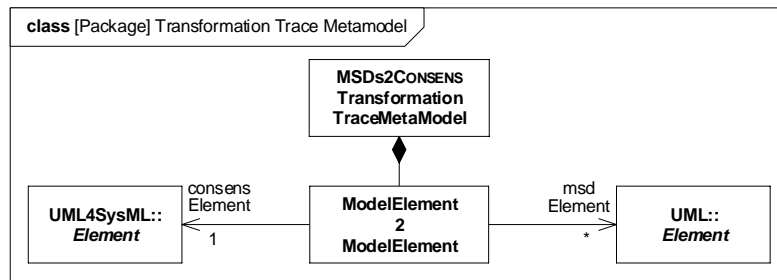 class [Package] Transformation Trace Metamodel
MSDs2CONSENS
Transformation
TraceMetaModel
consens
Element
msd
Element
UML4SysML::
Element
1
ModelElement
2
ModelElement
*
UML::
Element